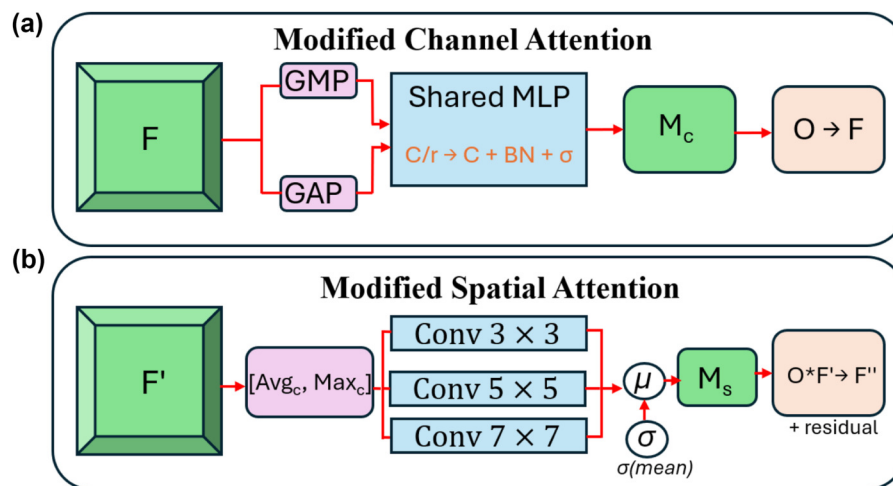 (a)
Modified Channel Attention
F
GMP
GAP
Shared MLP
C/r → C + BN + σ
M_c
O → F
(b)
Modified Spatial Attention
F'
[Avg_c, Max_c]
Conv 3 × 3
Conv 5 × 5
Conv 7 × 7
μ
σ
σ(mean)
M_s
O*F'→ F''
+ residual